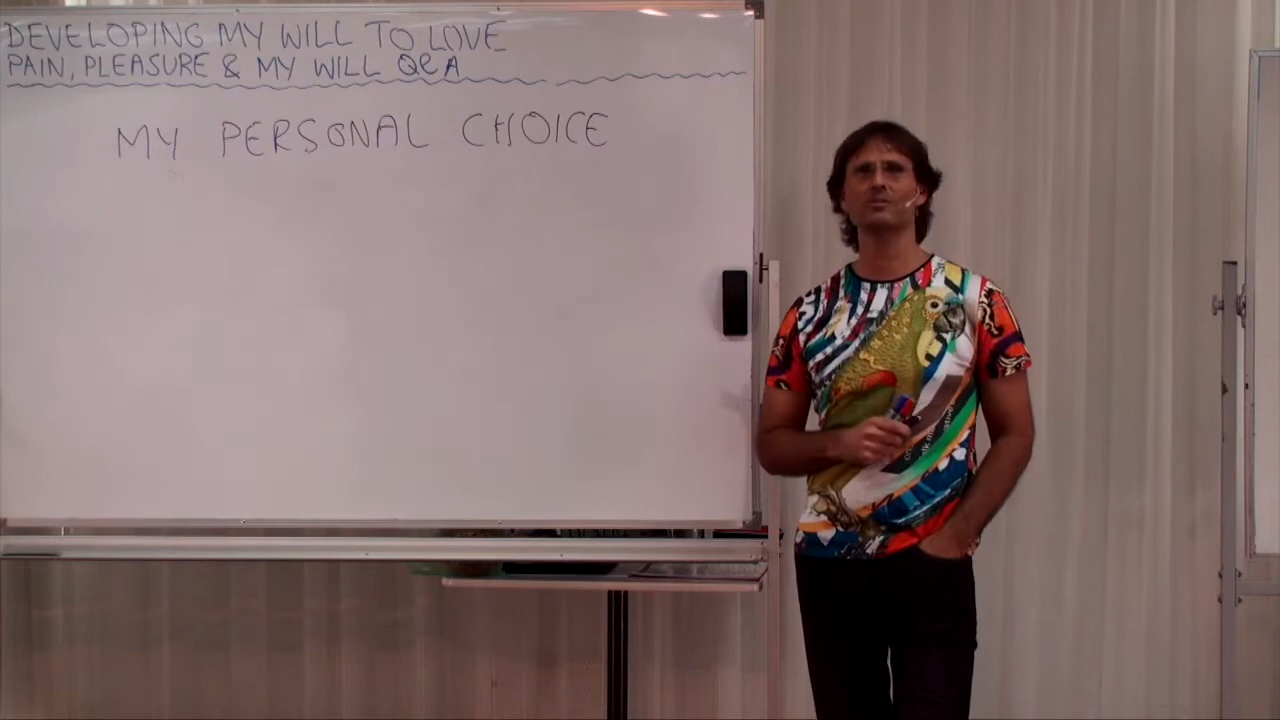 DEVELOPING MY WILL TO LOVE
PAIN, PLEASURE & MY WILL Q&A
MY PERSONAL CHOICE